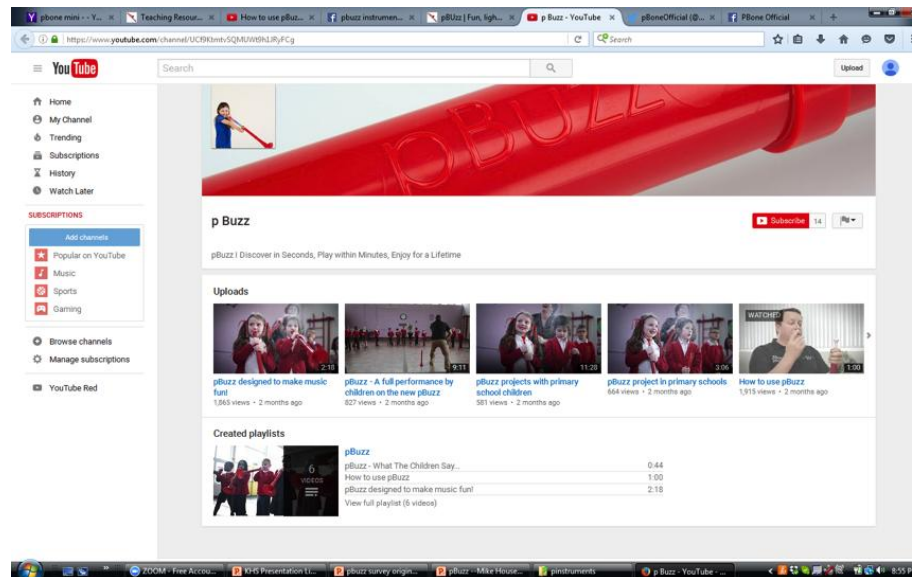 pbone mini - - Y...
Teaching Resour...
How to use pBuz...
pbuzz instrumen...
pBUzz | Fun, ligh...
p Buzz - YouTube
pBoneOfficial (@...
PBone Official
https://www.youtube.com/channel/
Search
YouTube
Search
Upload
Home
My Channel
Trending
Subscriptions
History
Watch Later
SUBSCRIPTIONS
Add channels
Popular on YouTube
Music
Sports
Gaming
Browse channels
Manage subscriptions
YouTube Red
pBUZZ
p Buzz
Subscribe 14
pBuzz I Discover in Seconds, Play within Minutes, Enjoy for a Lifetime
Uploads
2:18
pBuzz designed to make music
fun!
1,865 views • 2 months ago
9:11
pBuzz - A full performance by
children on the new pBuzz
827 views • 2 months ago
11:20
pBuzz projects with primary
school children
581 views • 2 months ago
3:06
pBuzz project in primary schools
664 views • 2 months ago
WATCHED
1:00
How to use pBuzz
1,915 views • 2 months ago
Created playlists
6
VIDEOS
pBuzz
pBuzz - What The Children Say... 0:44
How to use pBuzz 1:00
pBuzz designed to make music fun! 2:18
View full playlist (6 videos)
ZOOM - Free Accou...
KHS Presentation Li...
pbuzz survey origin...
pBuzz --Mike House...
pinstruments
p Buzz - YouTube - ...
8:55 P